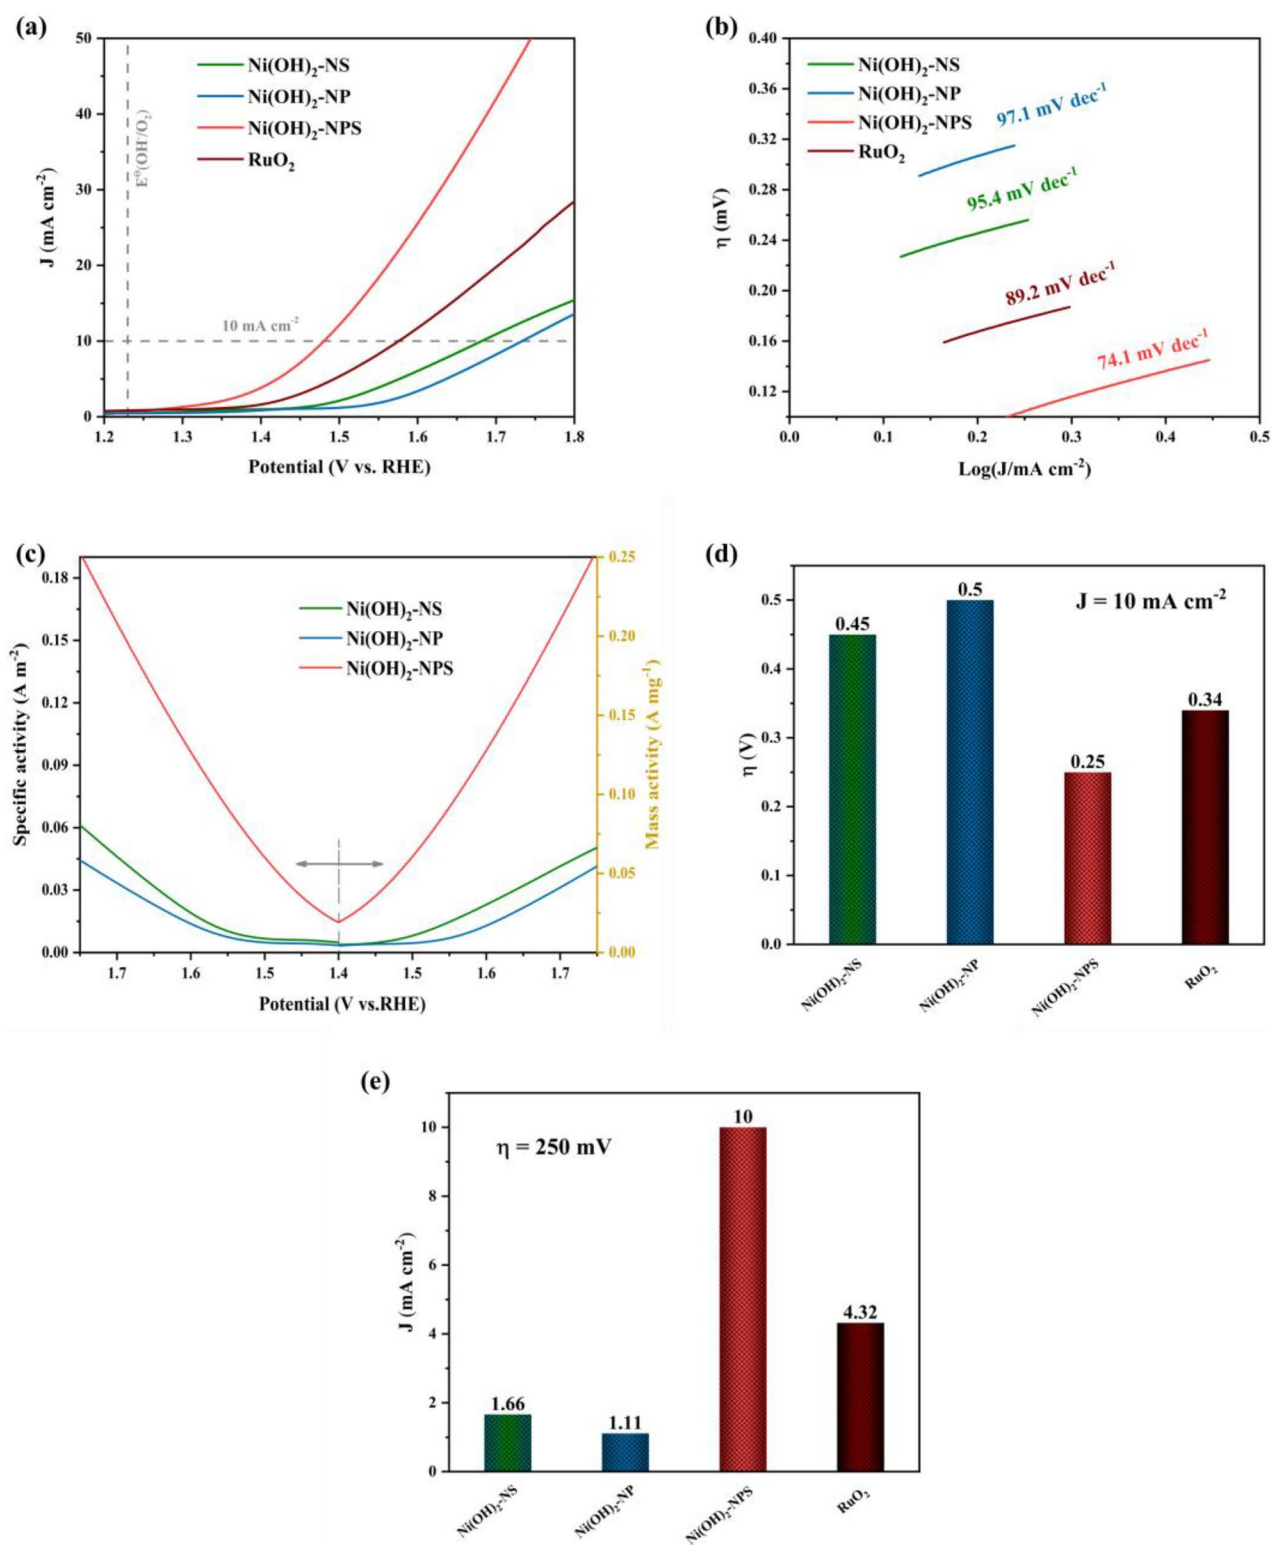 (a)
50
40
30
20
10
0
J (mA cm⁻²)
Ni(OH)₂-NS
Ni(OH)₂-NP
Ni(OH)₂-NPS
RuO₂
E⁰(OH⁻/O₂)
10 mA cm⁻²
1.2 1.3 1.4 1.5 1.6 1.7 1.8
Potential (V vs. RHE)
(b)
0.40
0.36
0.32
0.28
0.24
0.20
0.16
0.12
η (mV)
Ni(OH)₂-NS
Ni(OH)₂-NP
Ni(OH)₂-NPS
RuO₂
97.1 mV dec⁻¹
95.4 mV dec⁻¹
89.2 mV dec⁻¹
74.1 mV dec⁻¹
0.0 0.1 0.2 0.3 0.4 0.5
Log(J/mA cm⁻²)
(c)
0.18
0.15
0.12
0.09
0.06
0.03
0.00
Specific activity (A m⁻²)
Ni(OH)₂-NS
Ni(OH)₂-NP
Ni(OH)₂-NPS
0.25
0.20
0.15
0.10
0.05
0.00
Mass activity (A mg⁻¹)
1.7 1.6 1.5 1.4 1.5 1.6 1.7
Potential (V vs.RHE)
(d)
0.5
0.4
0.3
0.2
0.1
0.0
η (V)
J = 10 mA cm⁻²
0.45
0.5
0.25
0.34
Ni(OH)₂-NS
Ni(OH)₂-NP
Ni(OH)₂-NPS
RuO₂
(e)
10
8
6
4
2
0
J (mA cm⁻²)
η = 250 mV
1.66
1.11
10
4.32
Ni(OH)₂-NS
Ni(OH)₂-NP
Ni(OH)₂-NPS
RuO₂